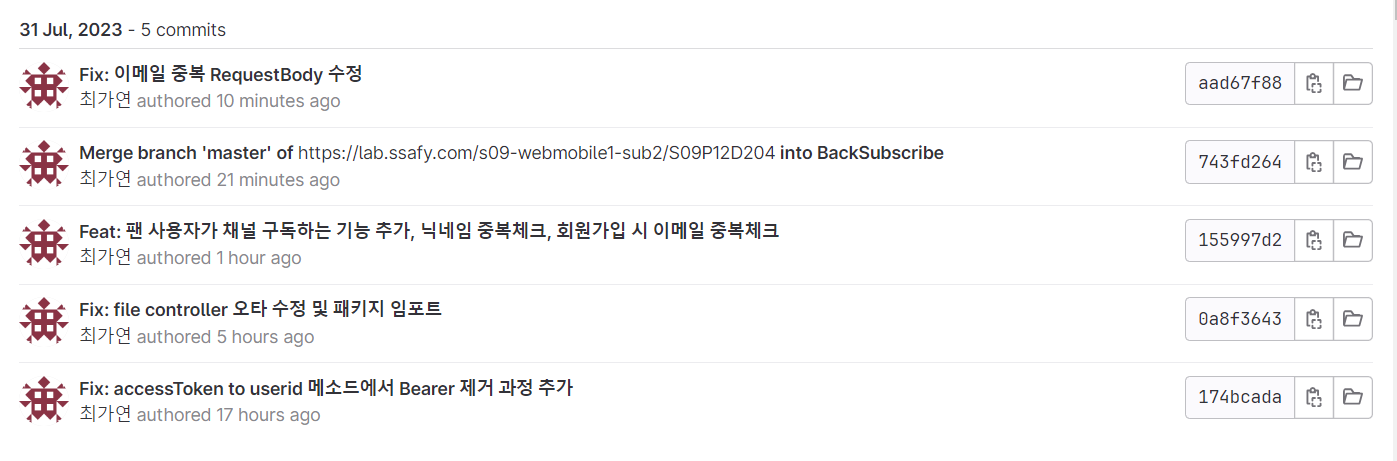 31 Jul, 2023 - 5 commits
Fix: 이메일 중복 RequestBody 수정
최가연 authored 10 minutes ago
aad67f88
Merge branch 'master' of https://lab.ssafy.com/s09-webmobile1-sub2/S09P12D204 into BackSubscribe
최가연 authored 21 minutes ago
743fd264
Feat: 팬 사용자가 채널 구독하는 기능 추가, 닉네임 중복체크, 회원가입 시 이메일 중복체크
최가연 authored 1 hour ago
155997d2
Fix: file controller 오타 수정 및 패키지 임포트
최가연 authored 5 hours ago
0a8f3643
Fix: accessToken to userid 메소드에서 Bearer 제거 과정 추가
최가연 authored 17 hours ago
174bcada